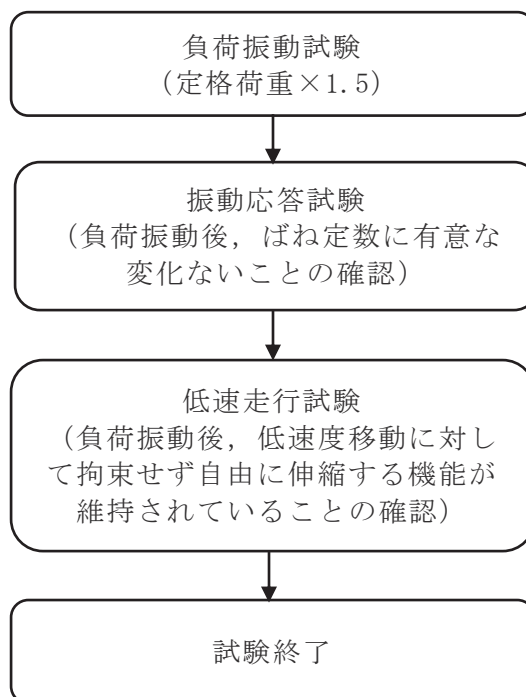 負荷振動試験
（定格荷重×1.5）
振動応答試験
（負荷振動後，ばね定数に有意な
変化ないことの確認）
低速走行試験
（負荷振動後，低速度移動に対し
て拘束せず自由に伸縮する機能が
維持されていることの確認）
試験終了